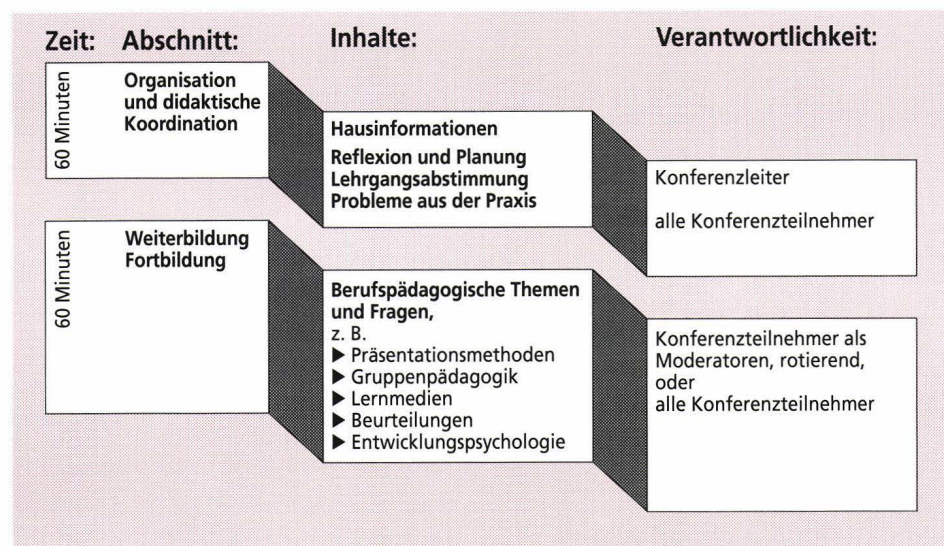 Zeit: Abschnitt: Inhalte: Verantwortlichkeit:
60 Minuten
Organisation
und didaktische
Koordination
Hausinformationen
Reflexion und Planung
Lehrgangsabstimmung
Probleme aus der Praxis
Konferenzleiter
alle Konferenzteilnehmer
60 Minuten
Weiterbildung
Fortbildung
Berufspädagogische Themen
und Fragen,
z. B.
▶ Präsentationsmethoden
▶ Gruppenpädagogik
▶ Lernmedien
▶ Beurteilungen
▶ Entwicklungspsychologie
Konferenzteilnehmer als
Moderatoren, rotierend,
oder
alle Konferenzteilnehmer